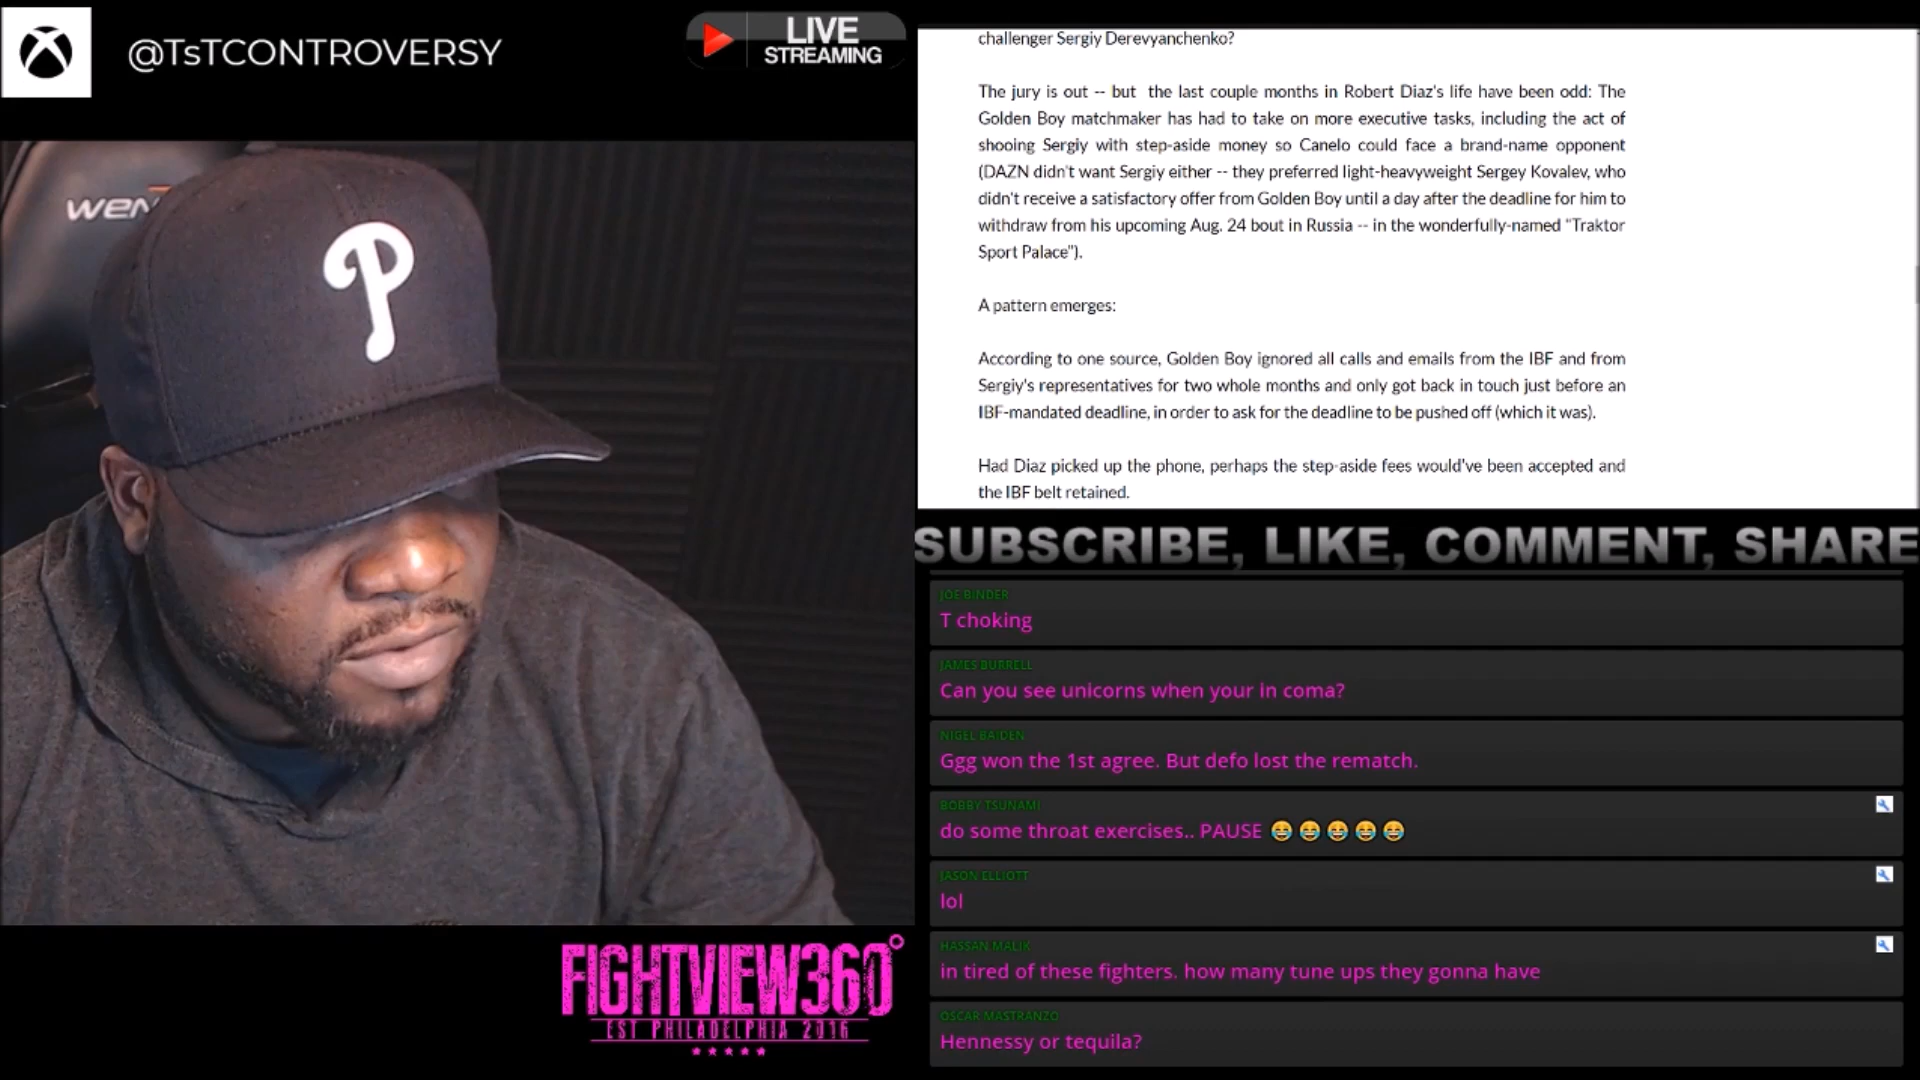 @TsTCONTROVERSY
LIVE
STREAMING
challenger Sergiy Derevyanchenko?
The jury is out -- but the last couple months in Robert Diaz's life have been odd: The
Golden Boy matchmaker has had to take on more executive tasks, including the act of
shooing Sergiy with step-aside money so Canelo could face a brand-name opponent
(DAZN didn't want Sergiy either -- they preferred light-heavyweight Sergey Kovalev, who
didn't receive a satisfactory offer from Golden Boy until a day after the deadline for him to
withdraw from his upcoming Aug. 24 bout in Russia -- in the wonderfully-named "Traktor
Sport Palace").
A pattern emerges:
According to one source, Golden Boy ignored all calls and emails from the IBF and from
Sergiy's representatives for two whole months and only got back in touch just before an
IBF-mandated deadline, in order to ask for the deadline to be pushed off (which it was).
Had Diaz picked up the phone, perhaps the step-aside fees would've been accepted and
the IBF belt retained.
SUBSCRIBE, LIKE, COMMENT, SHARE
JOE BINDER
T choking
JAMES BURRELL
Can you see unicorns when your in coma?
NIGEL BAIDEN
Ggg won the 1st agree. But defo lost the rematch.
BOBBY TSUNAMI
do some throat exercises.. PAUSE 😂 😂 😂 😂 😂
JASON ELLIOTT
lol
HASSAN MALIK
in tired of these fighters. how many tune ups they gonna have
OSCAR MASTRANZO
Hennessy or tequila?
P
FIGHTVIEW360°
EST PHILADELPHIA 2016